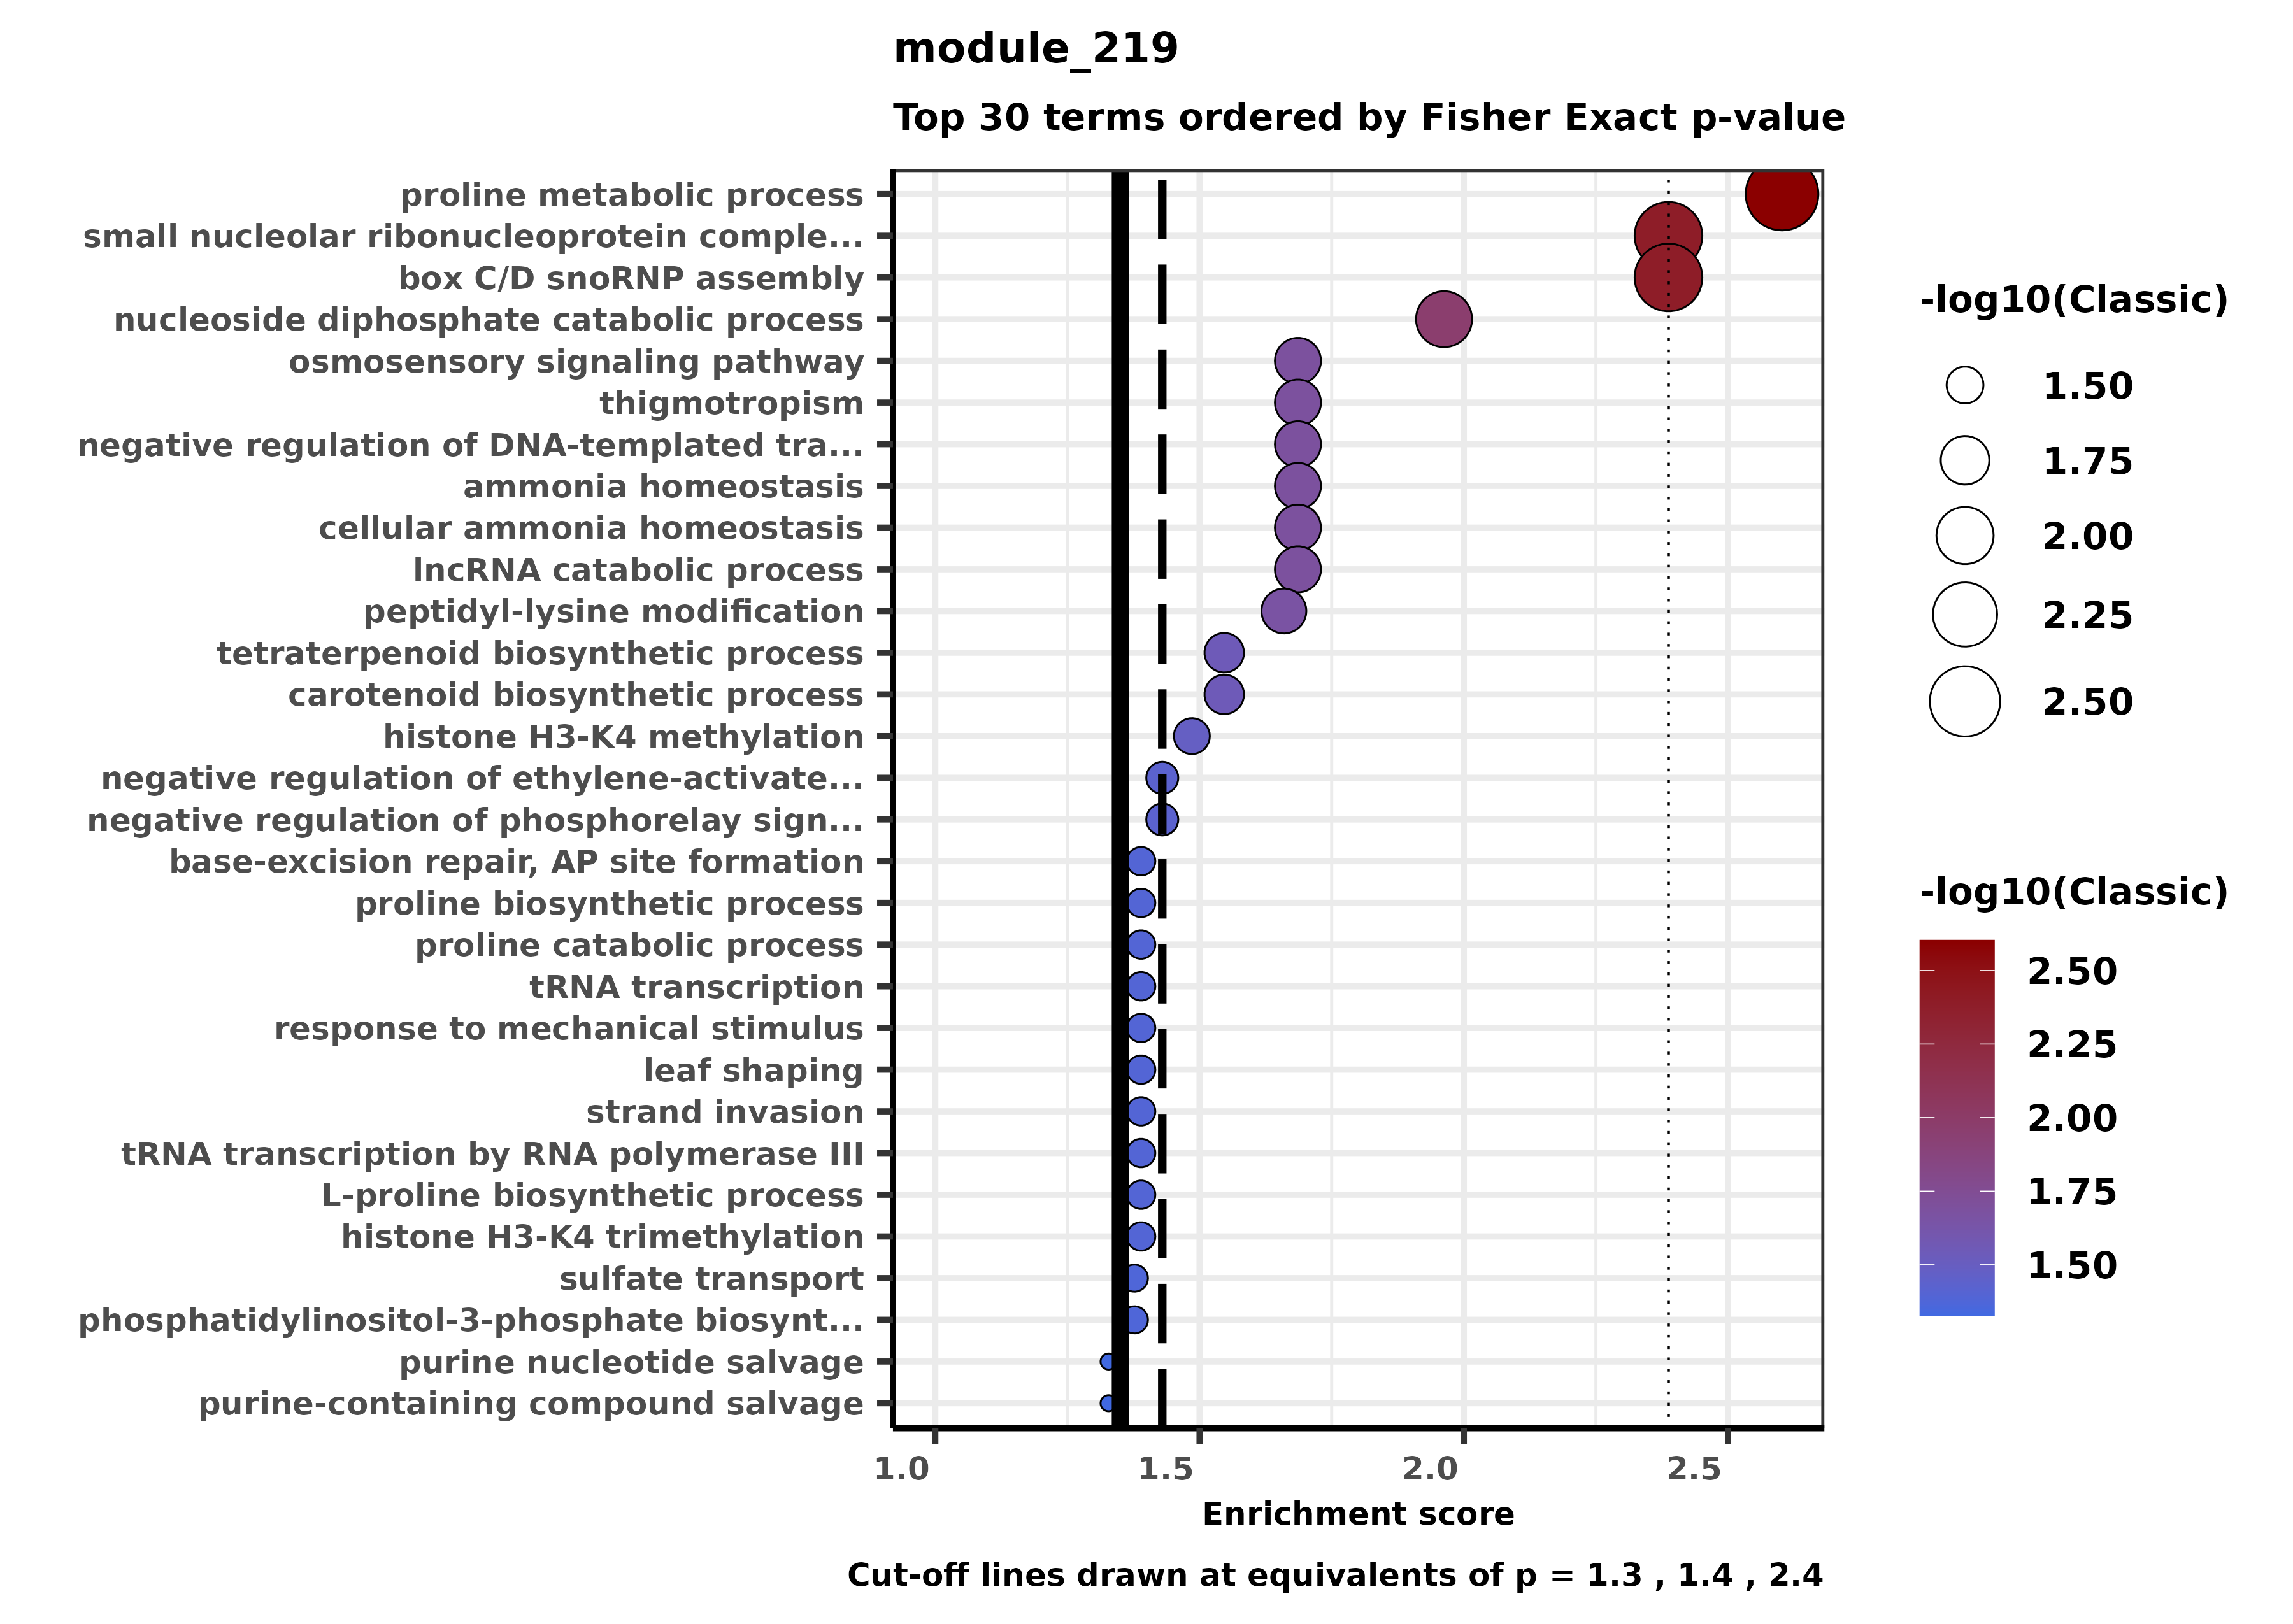 module_219
Top 30 terms ordered by Fisher Exact p-value
proline metabolic process
small nucleolar ribonucleoprotein comple...
box C/D snoRNP assembly
nucleoside diphosphate catabolic process
osmosensory signaling pathway
thigmotropism
negative regulation of DNA-templated tra...
ammonia homeostasis
cellular ammonia homeostasis
lncRNA catabolic process
peptidyl-lysine modification
tetraterpenoid biosynthetic process
carotenoid biosynthetic process
histone H3-K4 methylation
negative regulation of ethylene-activate...
negative regulation of phosphorelay sign...
base-excision repair, AP site formation
proline biosynthetic process
proline catabolic process
tRNA transcription
response to mechanical stimulus
leaf shaping
strand invasion
tRNA transcription by RNA polymerase III
L-proline biosynthetic process
histone H3-K4 trimethylation
sulfate transport
phosphatidylinositol-3-phosphate biosynt...
purine nucleotide salvage
purine-containing compound salvage
1.0 1.5 2.0 2.5
Enrichment score
Cut-off lines drawn at equivalents of p = 1.3 , 1.4 , 2.4
-log10(Classic)
1.50
1.75
2.00
2.25
2.50
-log10(Classic)
2.50
2.25
2.00
1.75
1.50